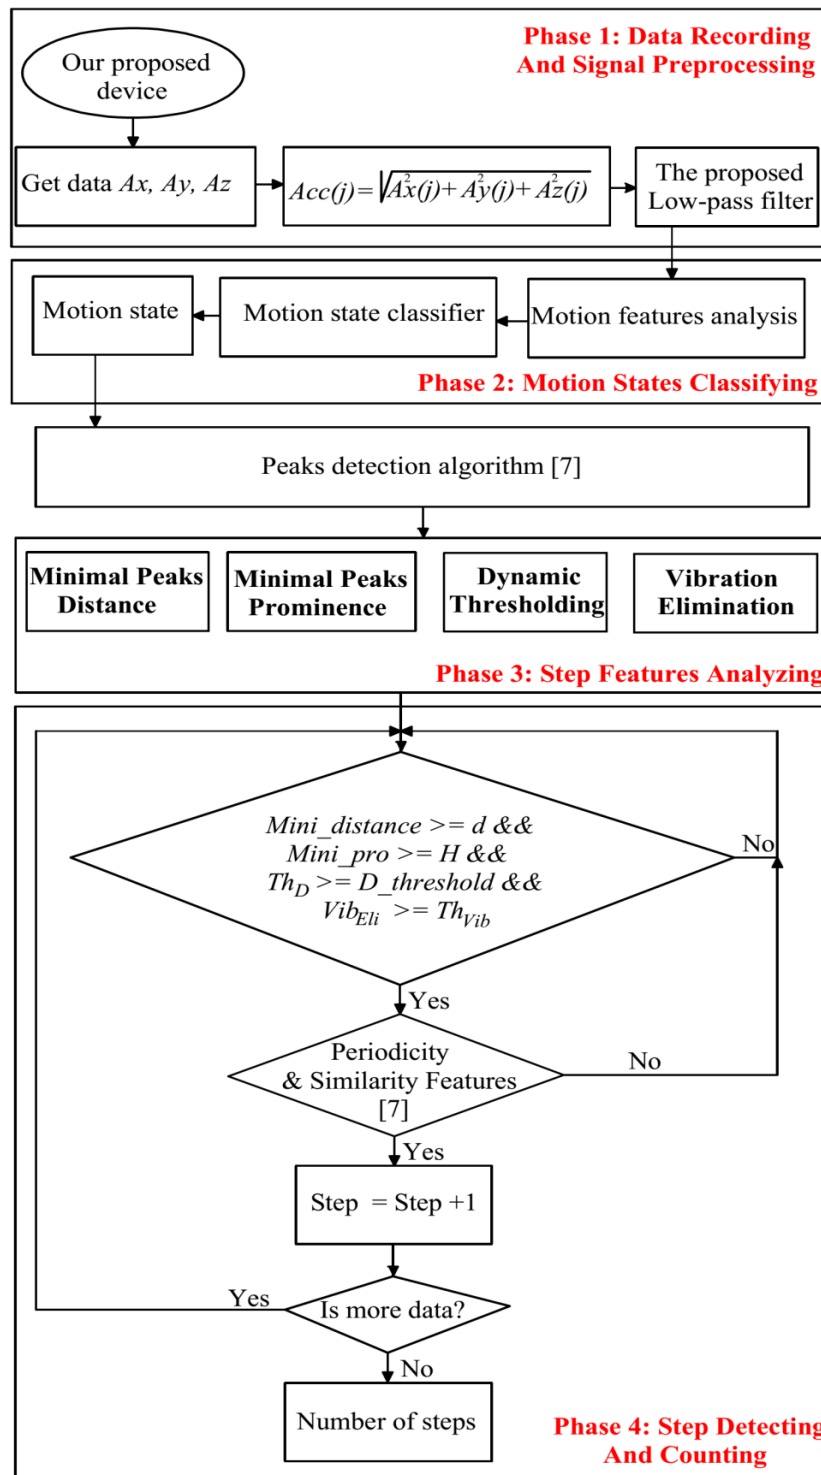 Phase 1: Data Recording
And Signal Preprocessing
Our proposed
device
Get data Ax, Ay, Az
Acc(j) = √A²x(j)+ A²y(j)+ A²z(j)
The proposed
Low-pass filter
Motion state
Motion state classifier
Motion features analysis
Phase 2: Motion States Classifying
Peaks detection algorithm [7]
Minimal Peaks
Distance
Minimal Peaks
Prominence
Dynamic
Thresholding
Vibration
Elimination
Phase 3: Step Features Analyzing
Mini_distance >= d &&
Mini_pro >= H &&
Th_D >= D_threshold &&
Vib_Eli >= Th_Vib
No
Yes
Periodicity
& Similarity Features
[7]
No
Yes
Step = Step +1
Yes
Is more data?
No
Number of steps
Phase 4: Step Detecting
And Counting